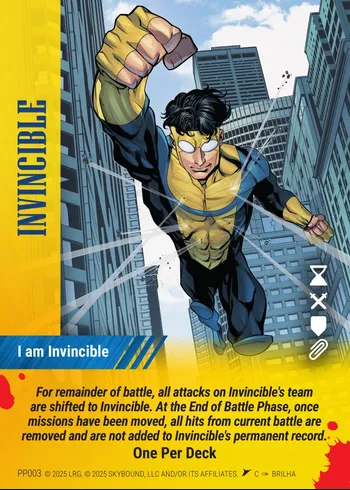 INVINCIBLE
I am Invincible
For remainder of battle, all attacks on Invincible's team
are shifted to Invincible. At the End of Battle Phase, once
missions have been moved, all hits from current battle are
removed and are not added to Invincible's permanent record.
One Per Deck
PP003 © 2025 LRG, © 2025 SKYBOUND, LLC AND/OR ITS AFFILIATES. C BRILHA